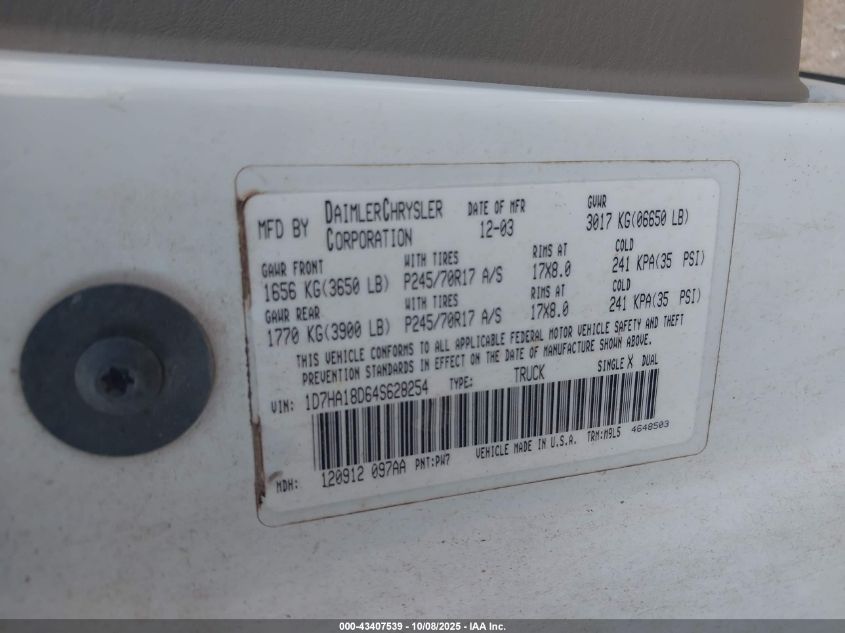 MFD BY DAIMLERCHRYSLER CORPORATION DATE OF MFR 12-03 GVWR 3017 KG(06650 LB)
GAWR FRONT WITH TIRES RIMS AT COLD
1656 KG(3650 LB) P245/70R17 A/S 17X8.0 241 KPA(35 PSI)
GAWR REAR WITH TIRES RIMS AT COLD
1770 KG(3900 LB) P245/70R17 A/S 17X8.0 241 KPA(35 PSI)
THIS VEHICLE CONFORMS TO ALL APPLICABLE FEDERAL MOTOR VEHICLE SAFETY AND THEFT
PREVENTION STANDARDS IN EFFECT ON THE DATE OF MANUFACTURE SHOWN ABOVE.
VIN: 1D7HA18D64S628254 TYPE: TRUCK SINGLE X DUAL
MDH: 120912 097AA PNT:PW7 VEHICLE MADE IN U.S.A. TRM:M9L5 4648503
000-43407539 - 10/08/2025 - IAA Inc.